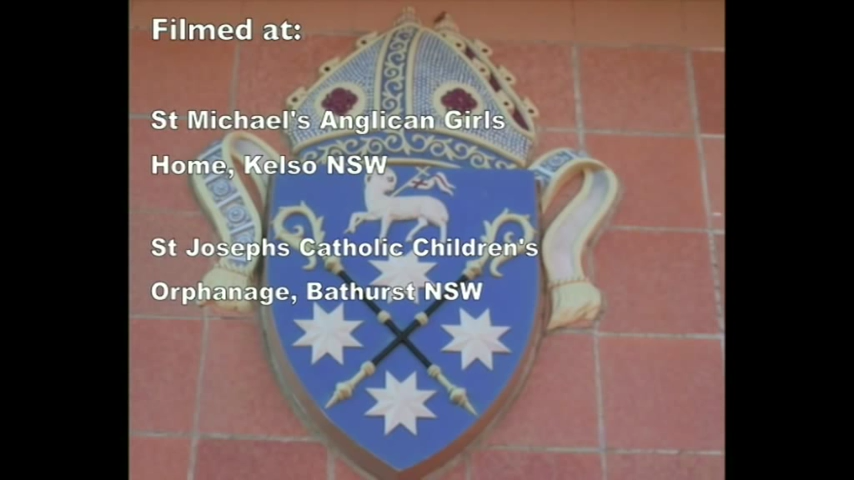 Filmed at:
St Michael's Anglican Girls
Home, Kelso NSW
St Josephs Catholic Children's
Orphanage, Bathurst NSW